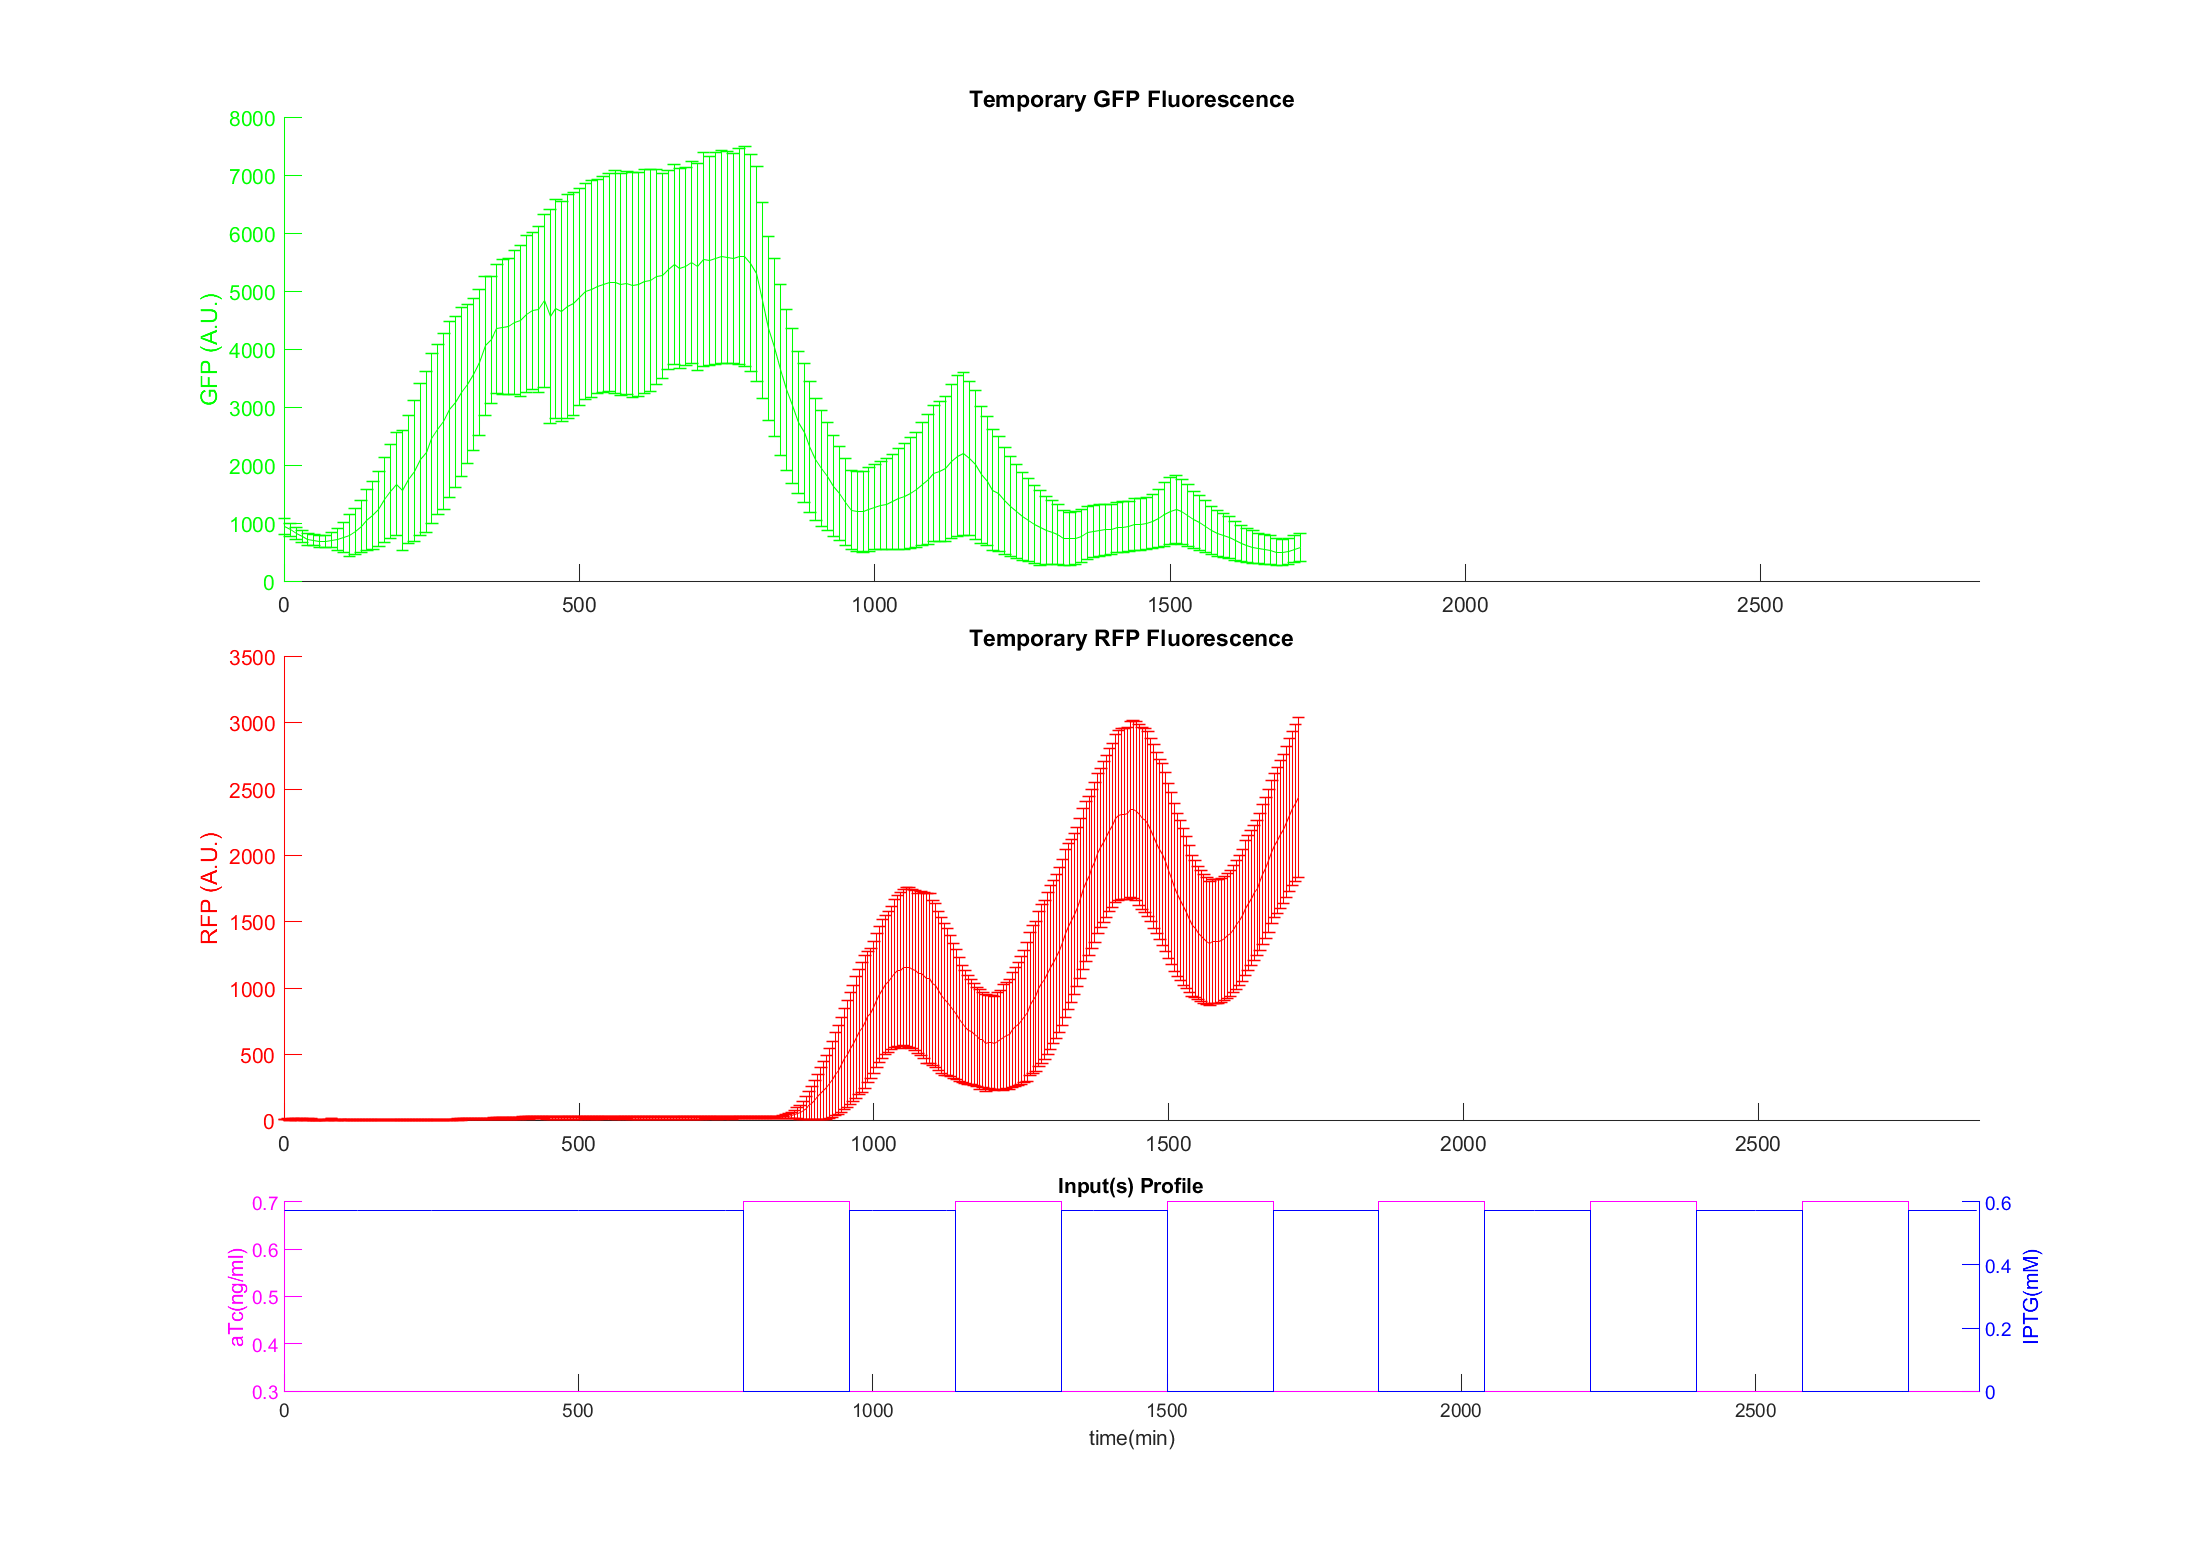 Temporary GFP Fluorescence
8000
7000
6000
5000
4000
3000
2000
1000
0
GFP (A.U.)
0 500 1000 1500 2000 2500
Temporary RFP Fluorescence
3500
3000
2500
2000
1500
1000
500
0
RFP (A.U.)
0 500 1000 1500 2000 2500
Input(s) Profile
0.7
0.6
0.5
0.4
0.3
aTc(ng/ml)
0.6
0.4
0.2
0
IPTG(mM)
0 500 1000 1500 2000 2500
time(min)